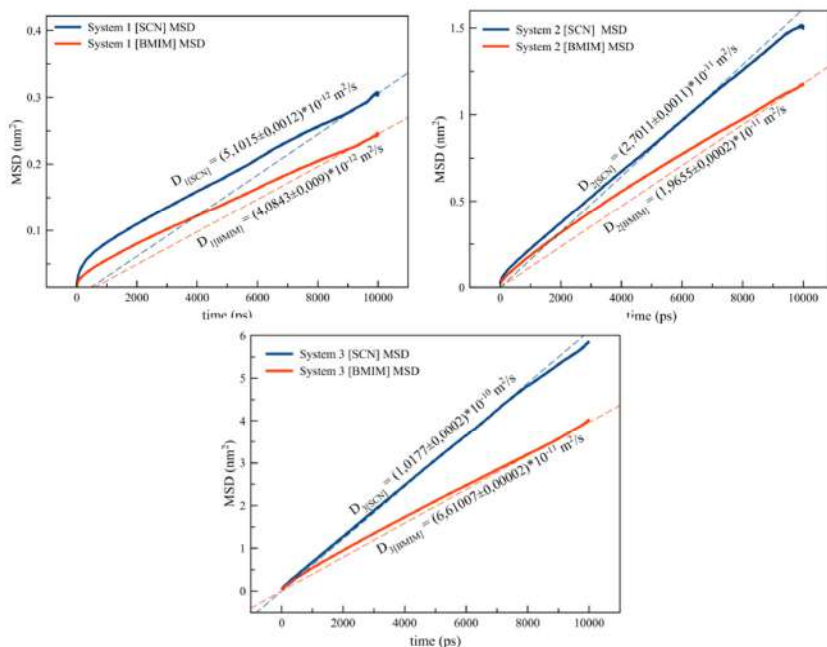 System 1 [SCN] MSD
System 1 [BMIM] MSD
0.4
0.3
0.2
0.1
MSD (nm²)
D1[SCN] = (5,1015±0,0012)*10⁻¹² m²/s
D1[BMIM] = (4,0843±0,009)*10⁻¹² m²/s
0 2000 4000 6000 8000 10000
time (ps)
System 2 [SCN] MSD
System 2 [BMIM] MSD
1.5
1
0.5
0
MSD (nm²)
D2[SCN] = (2,7011±0,0011)*10⁻¹¹ m²/s
D2[BMIM] = (1,9655±0,0002)*10⁻¹¹ m²/s
0 2000 4000 6000 8000 10000
time (ps)
System 3 [SCN] MSD
System 3 [BMIM] MSD
6
5
4
3
2
1
0
MSD (nm²)
D3[SCN] = (1,0177±0,0002)*10⁻¹⁰ m²/s
D3[BMIM] = (6,61007±0,00002)*10⁻¹¹ m²/s
0 2000 4000 6000 8000 10000
time (ps)